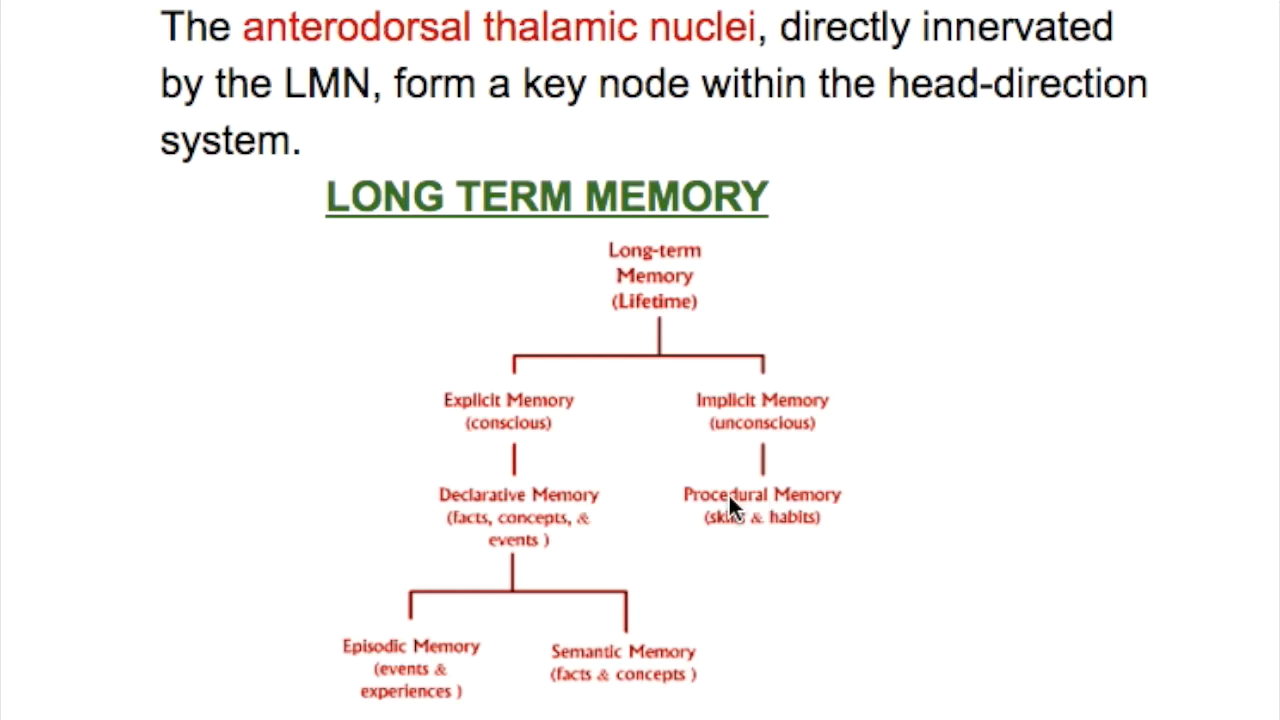 The anterodorsal thalamic nuclei, directly innervated
by the LMN, form a key node within the head-direction
system.
LONG TERM MEMORY
Long-term
Memory
(Lifetime)
Explicit Memory
(conscious)
Implicit Memory
(unconscious)
Declarative Memory
(facts, concepts, &
events )
Procedural Memory
(skills & habits)
Episodic Memory
(events &
experiences )
Semantic Memory
(facts & concepts )